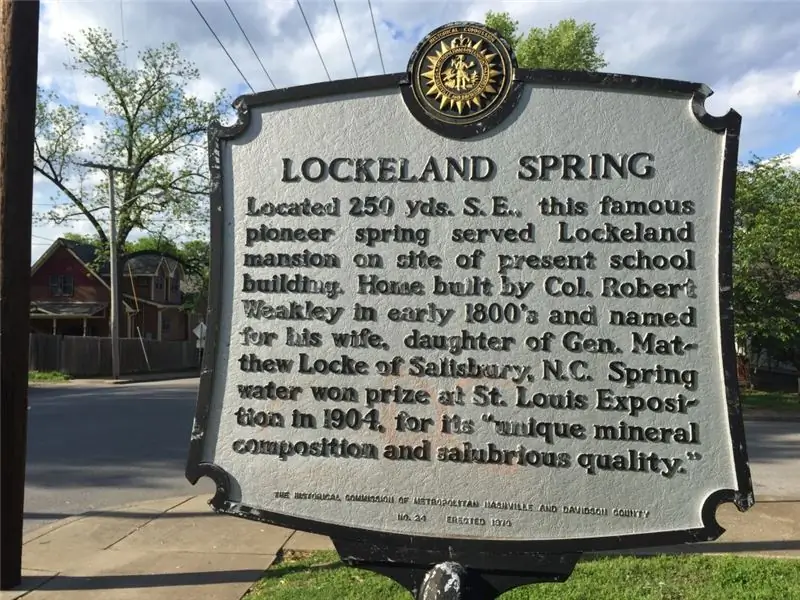 LOCKELAND SPRING
Located 250 yds. S. E., this famous
pioneer spring served Lockeland
mansion on site of present school
building. Home built by Col. Robert
Weakley in early 1800's and named
for his wife, daughter of Gen. Mat-
thew Locke of Salisbury, N.C. Spring
water won prize at St. Louis Exposi-
tion in 1904, for its "unique mineral
composition and salubrious quality."
THE HISTORICAL COMMISSION OF METROPOLITAN NASHVILLE AND DAVIDSON COUNTY
NO. 24 ERECTED 1970